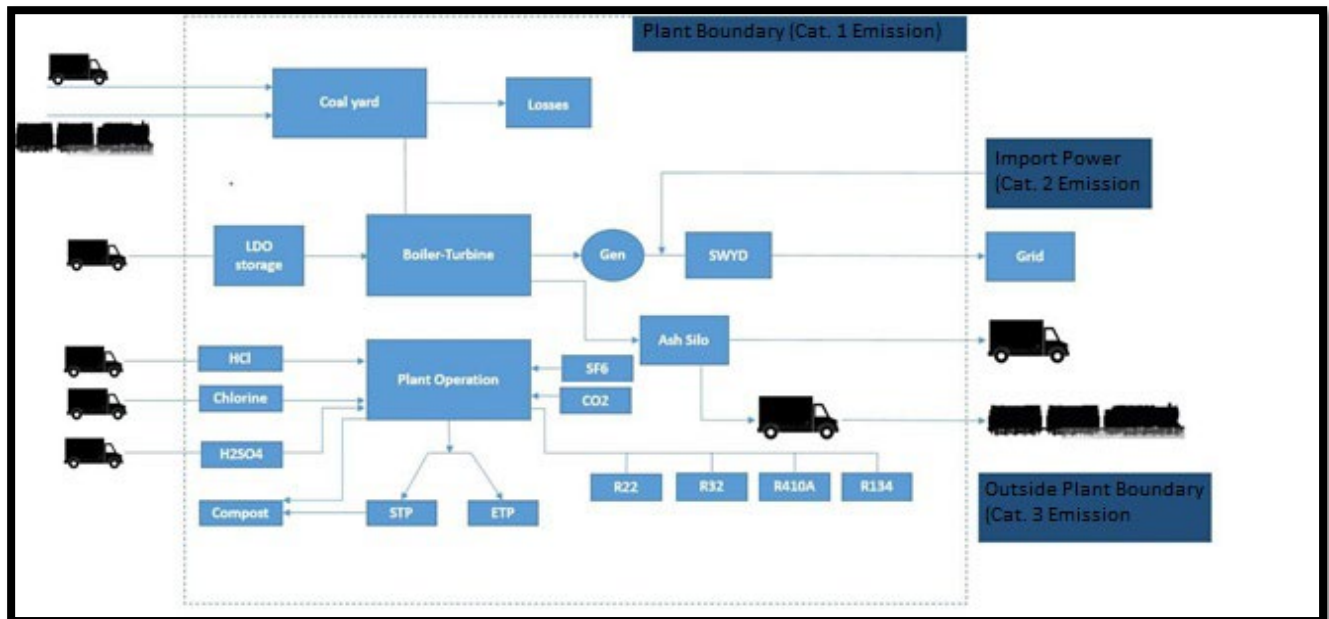 Plant Boundary (Cat. 1 Emission)
Coal yard
Losses
Import Power
(Cat. 2 Emission
LDO
storage
Boiler-Turbine
Gen
SWYD
Grid
Ash Silo
HCl
Plant Operation
SF6
Chlorine
CO2
H2SO4
R22
R32
R410A
R134
Outside Plant Boundary
(Cat. 3 Emission
Compost
STP
ETP